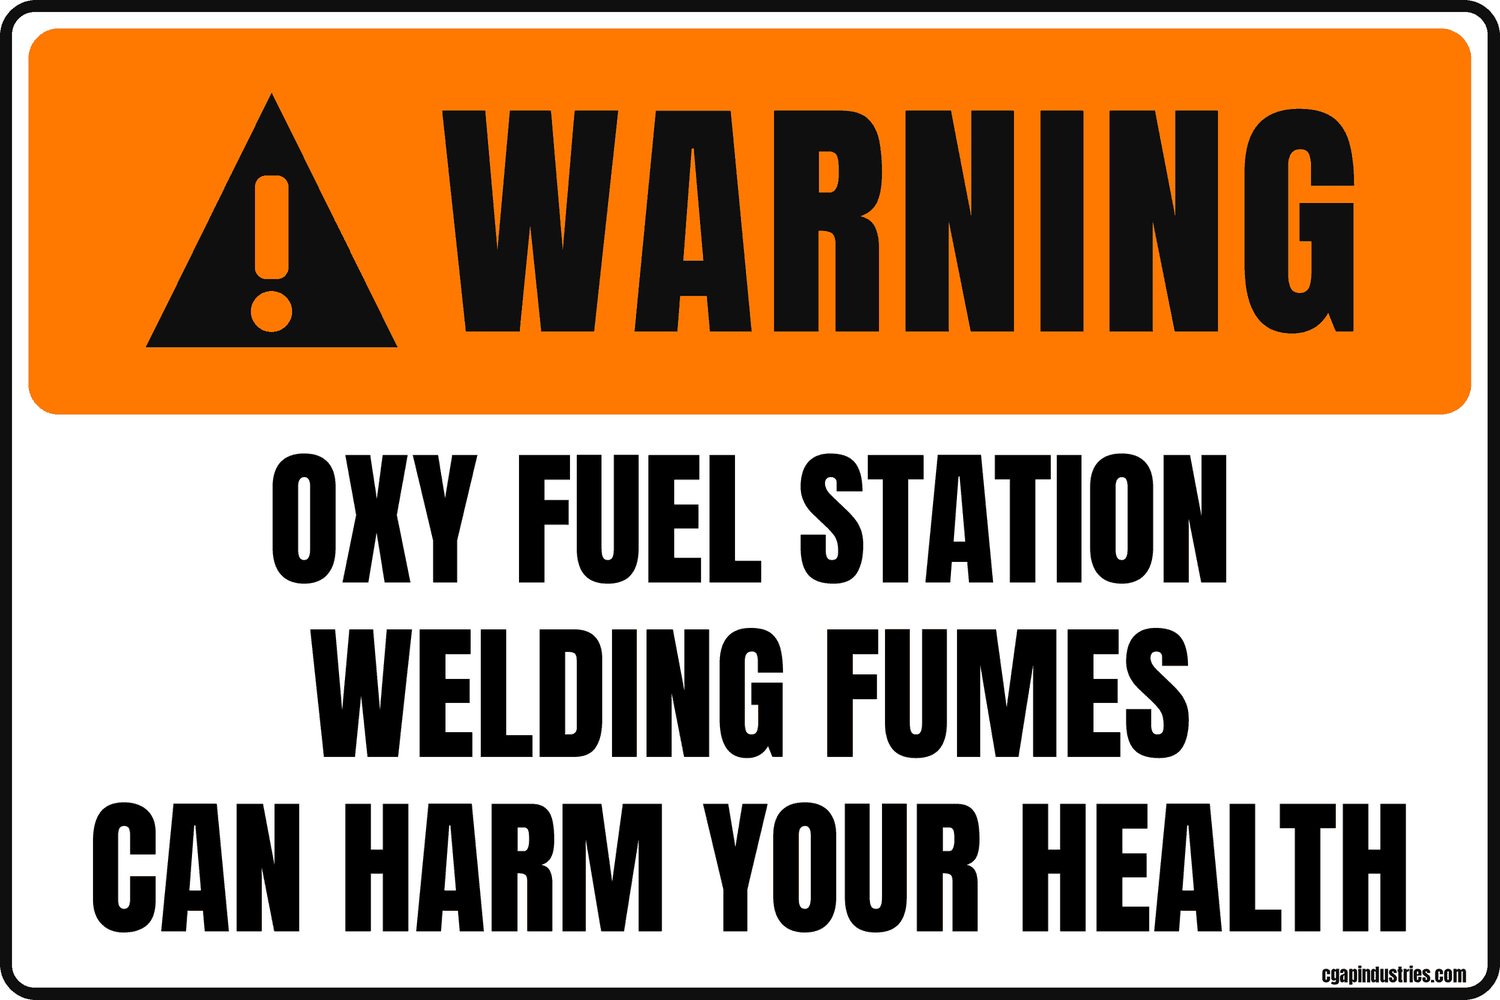 WARNING
OXY FUEL STATION
WELDING FUMES
CAN HARM YOUR HEALTH
cgapindustries.com